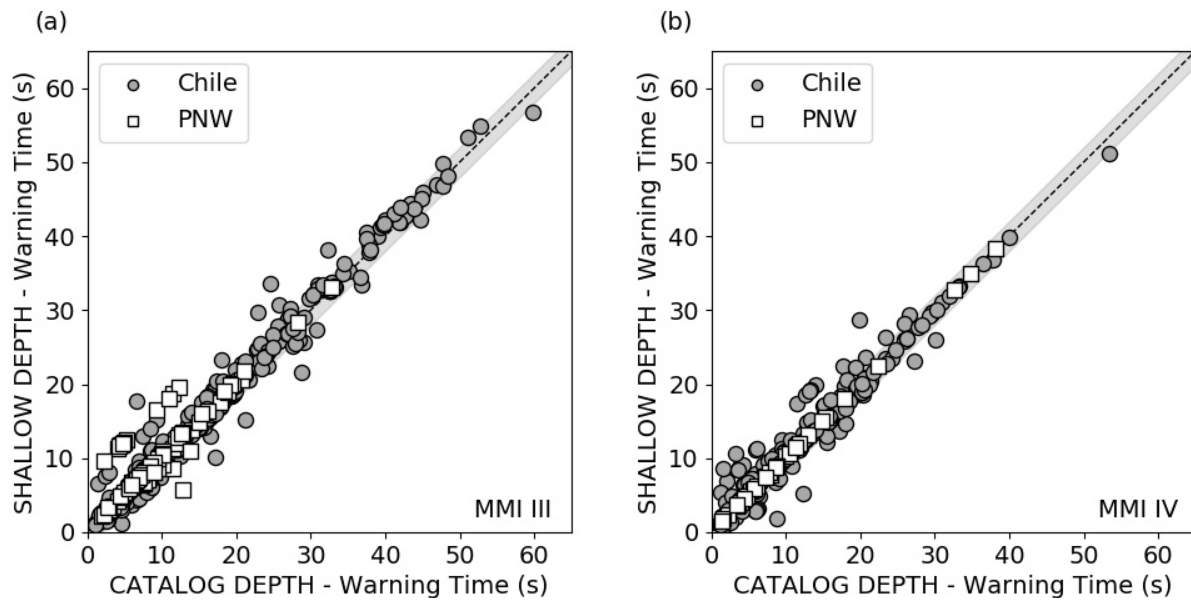 (a)
SHALLOW DEPTH - Warning Time (s)
60
50
40
30
20
10
0
Chile
PNW
MMI III
0 10 20 30 40 50 60
CATALOG DEPTH - Warning Time (s)
(b)
SHALLOW DEPTH - Warning Time (s)
60
50
40
30
20
10
0
Chile
PNW
MMI IV
0 10 20 30 40 50 60
CATALOG DEPTH - Warning Time (s)